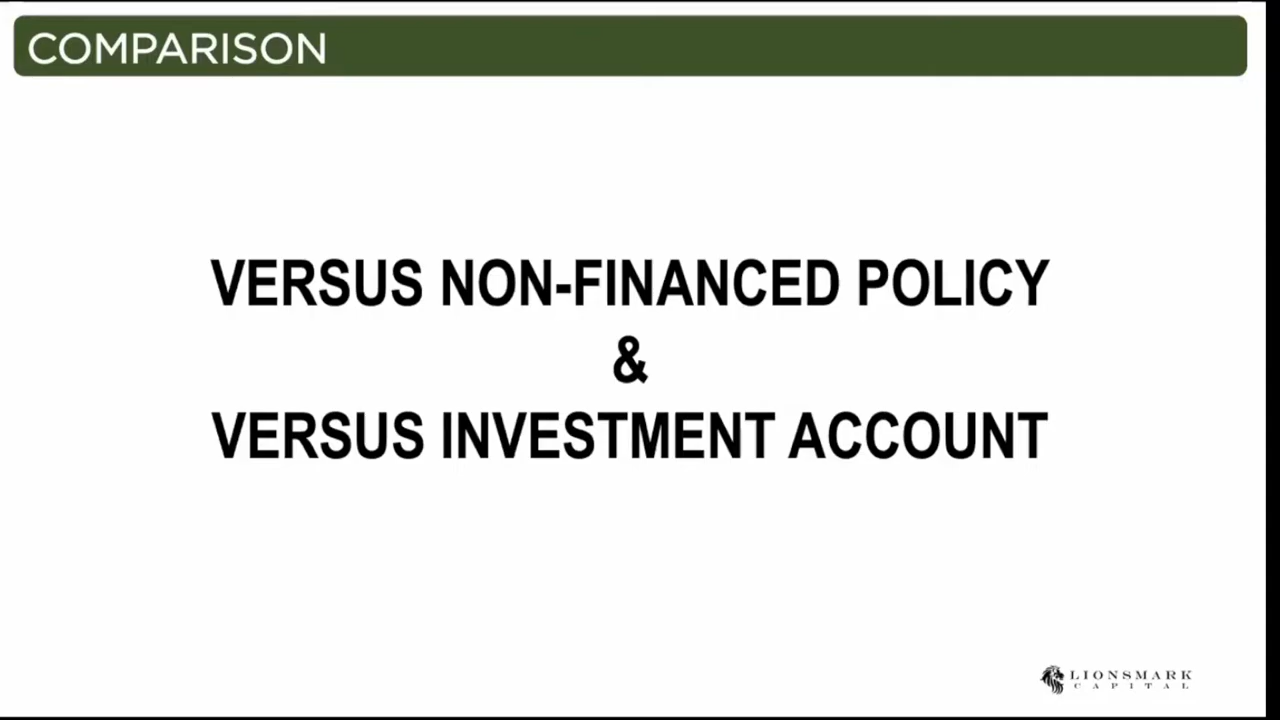 COMPARISON
VERSUS NON-FINANCED POLICY
&
VERSUS INVESTMENT ACCOUNT
LIONSMARK
CAPITAL